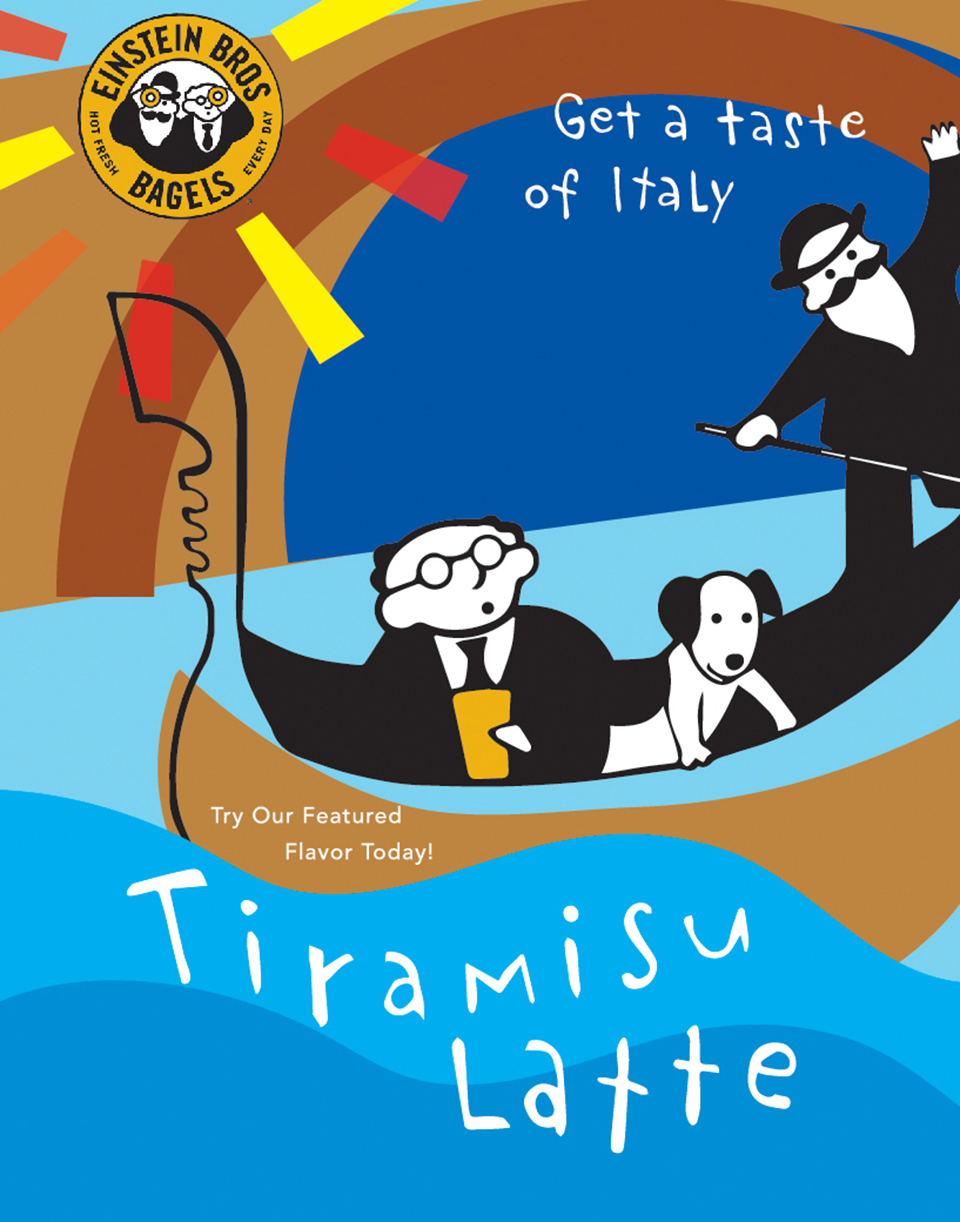 EINSTEIN BROS
HOT FRESH
EVERY DAY
BAGELS
Get a taste
of Italy
Try Our Featured
Flavor Today!
Tiramisu
Latte